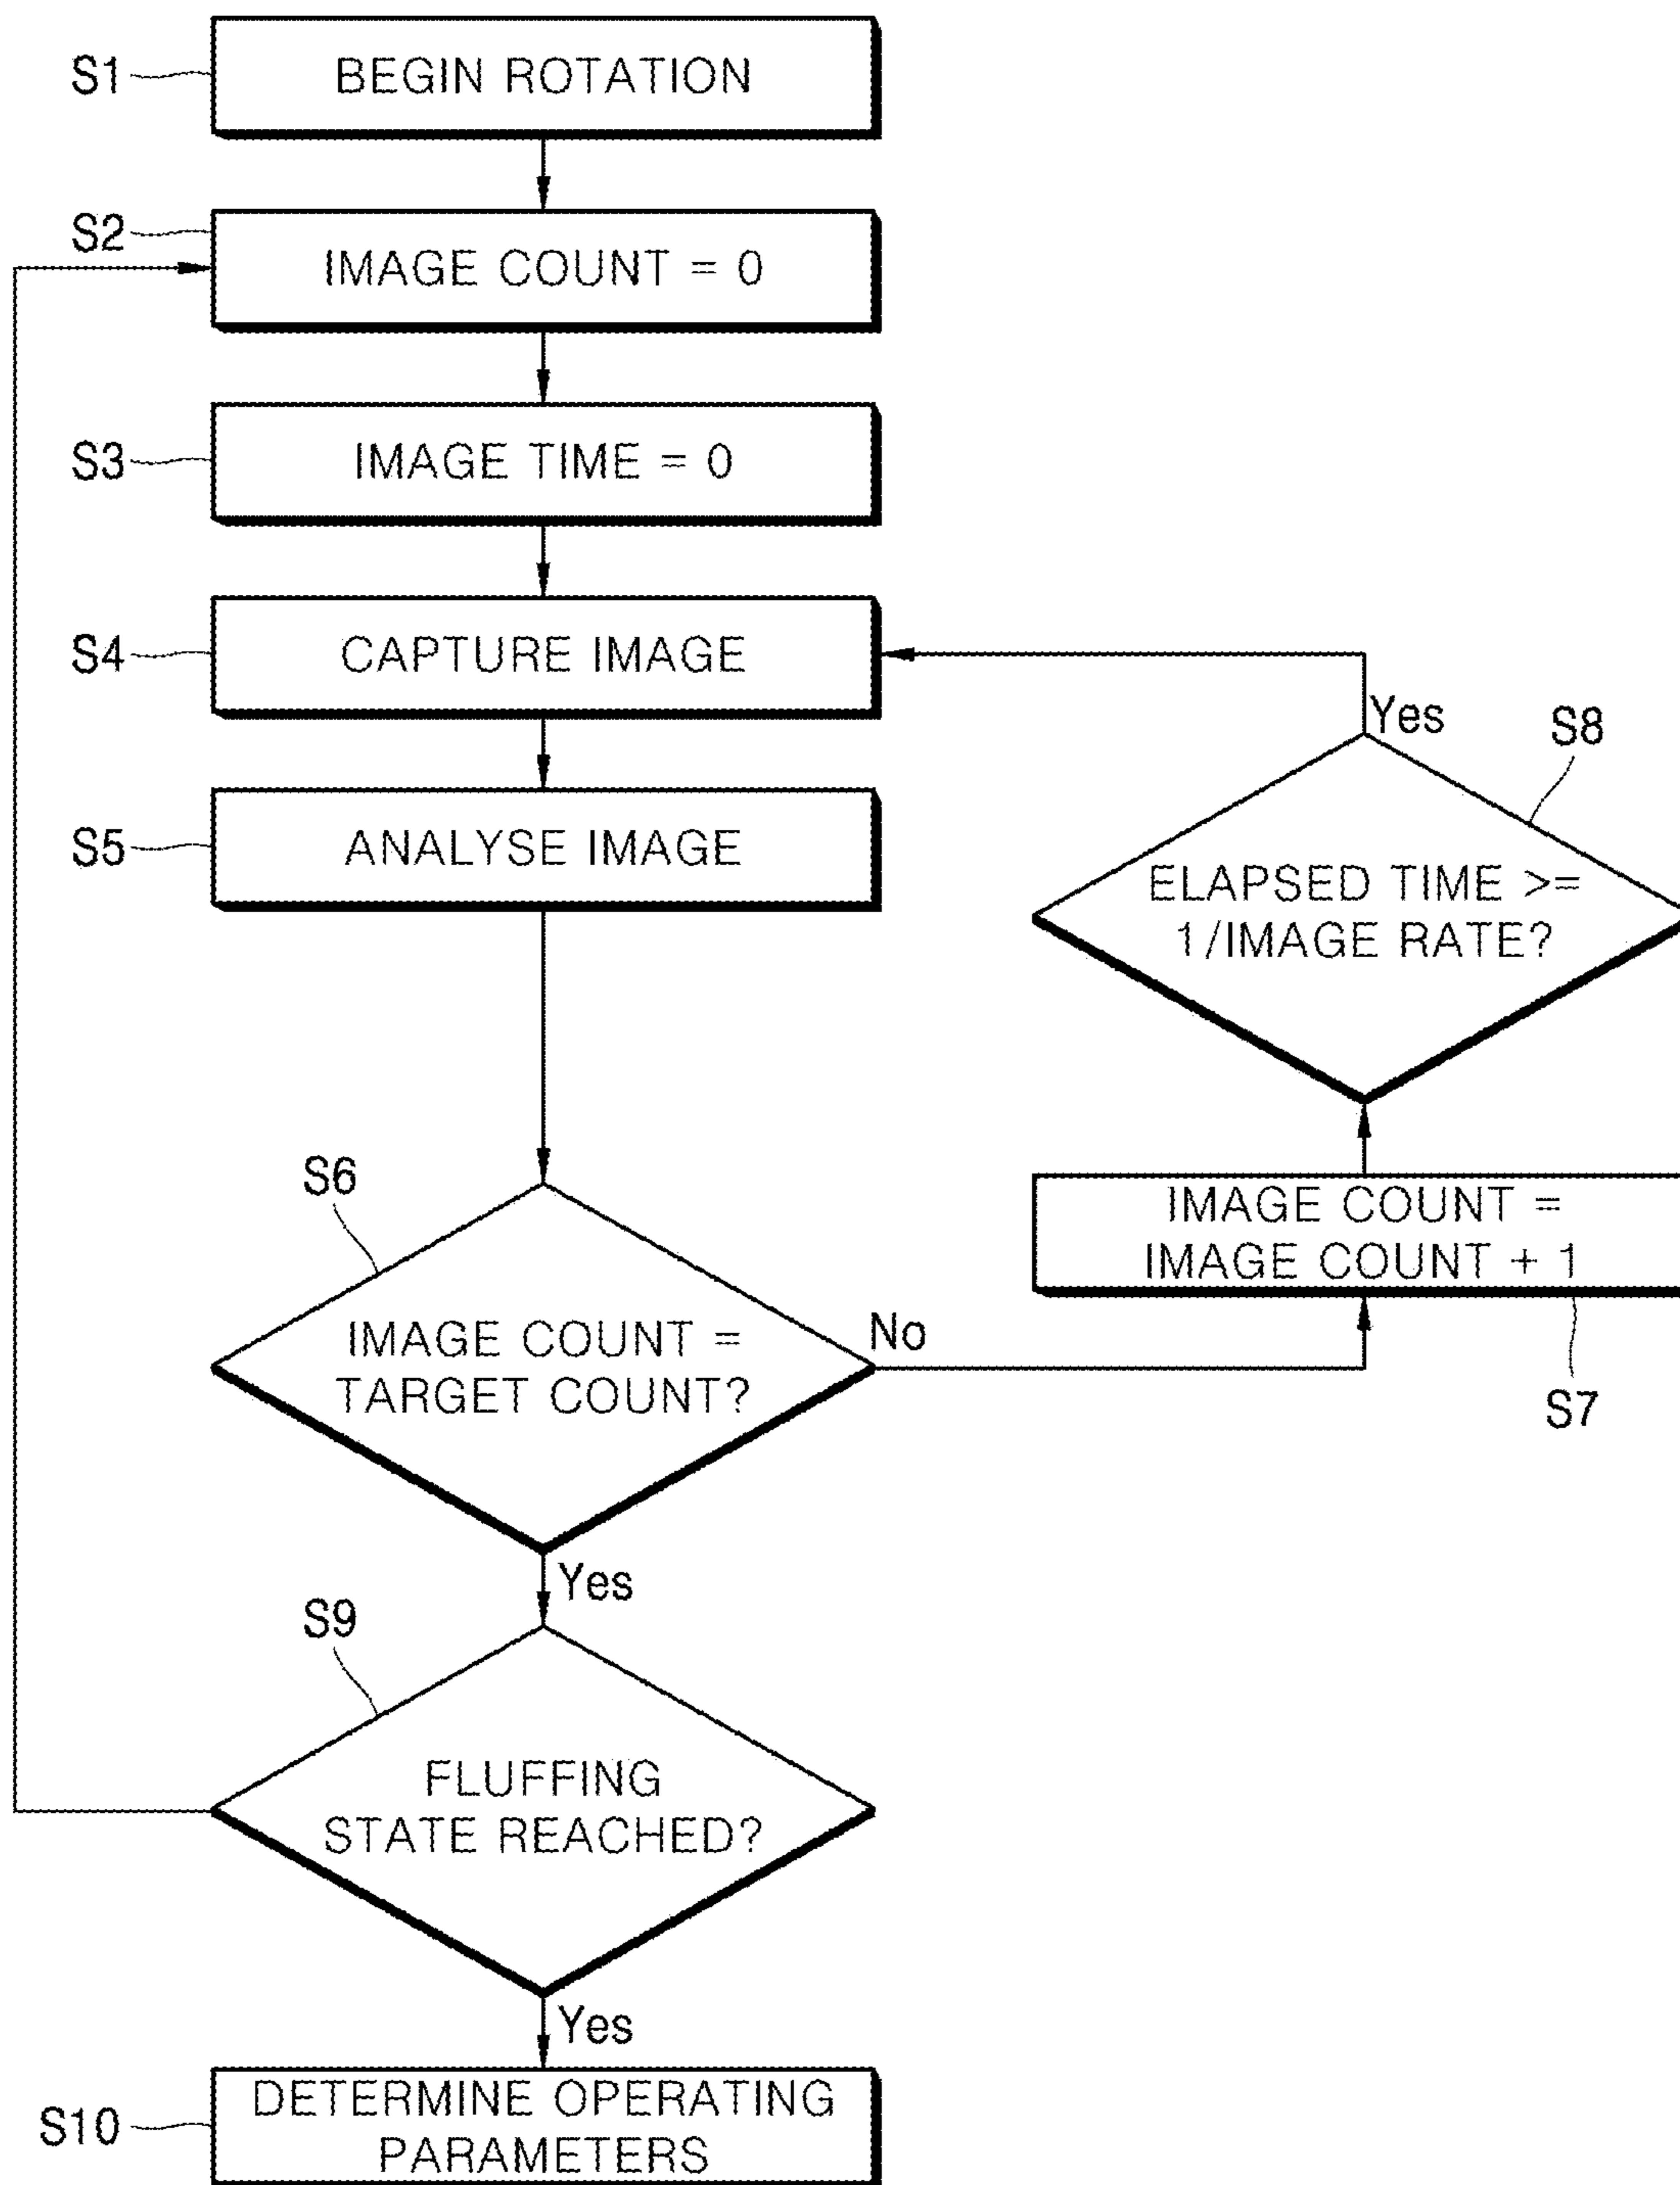 S1
BEGIN ROTATION
S2
IMAGE COUNT = 0
S3
IMAGE TIME = 0
S4
CAPTURE IMAGE
Yes
S8
S5
ANALYSE IMAGE
ELAPSED TIME >=
1/IMAGE RATE?
S6
IMAGE COUNT =
IMAGE COUNT + 1
IMAGE COUNT =
TARGET COUNT?
No
S7
Yes
S9
FLUFFING
STATE REACHED?
Yes
S10
DETERMINE OPERATING
PARAMETERS